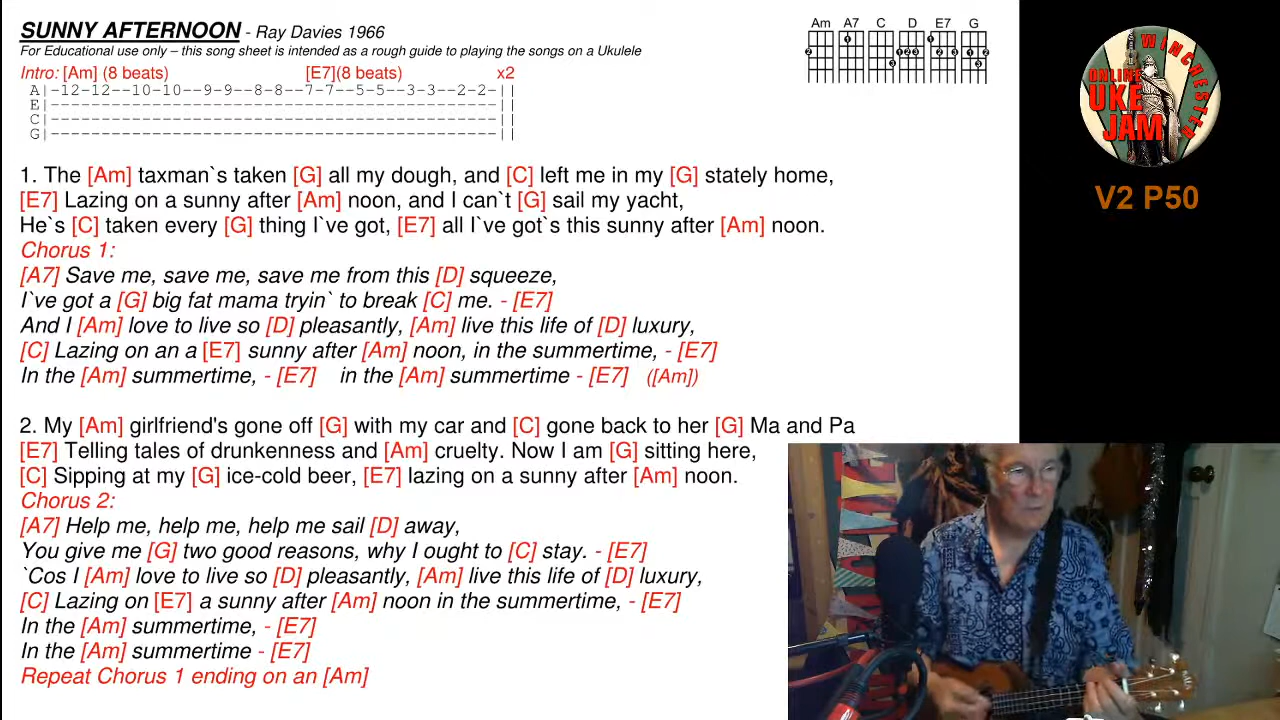 SUNNY AFTERNOON - Ray Davies 1966
For Educational use only – this song sheet is intended as a rough guide to playing the songs on a Ukulele
Am A7 C D E7 G
Intro: [Am] (8 beats) [E7](8 beats) x2
A|-12-12--10-10--9-9--8-8--7-7--5-5--3-3--2-2-||
E|-----------------------------------------------||
C|-----------------------------------------------||
G|-----------------------------------------------||
1. The [Am] taxman`s taken [G] all my dough, and [C] left me in my [G] stately home,
[E7] Lazing on a sunny after [Am] noon, and I can`t [G] sail my yacht,
He`s [C] taken every [G] thing I`ve got, [E7] all I`ve got`s this sunny after [Am] noon.
Chorus 1:
[A7] Save me, save me, save me from this [D] squeeze,
I`ve got a [G] big fat mama tryin` to break [C] me. - [E7]
And I [Am] love to live so [D] pleasantly, [Am] live this life of [D] luxury,
[C] Lazing on an a [E7] sunny after [Am] noon, in the summertime, - [E7]
In the [Am] summertime, - [E7] in the [Am] summertime - [E7] ([Am])
2. My [Am] girlfriend's gone off [G] with my car and [C] gone back to her [G] Ma and Pa
[E7] Telling tales of drunkenness and [Am] cruelty. Now I am [G] sitting here,
[C] Sipping at my [G] ice-cold beer, [E7] lazing on a sunny after [Am] noon.
Chorus 2:
[A7] Help me, help me, help me sail [D] away,
You give me [G] two good reasons, why I ought to [C] stay. - [E7]
`Cos I [Am] love to live so [D] pleasantly, [Am] live this life of [D] luxury,
[C] Lazing on [E7] a sunny after [Am] noon in the summertime, - [E7]
In the [Am] summertime, - [E7]
In the [Am] summertime - [E7]
Repeat Chorus 1 ending on an [Am]
WINCHESTER
ONLINE
UKE
JAM
V2 P50